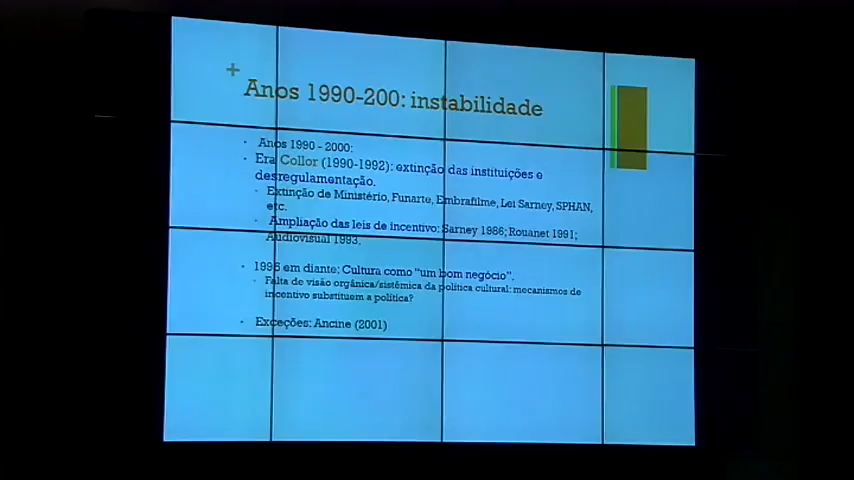 +
Anos 1990-200: instabilidade
Anos 1990 - 2000:
Era Collor (1990-1992): extinção das instituições e
desregulamentação.
Extinção de Ministério, Funarte, Embrafilme, Lei Sarney, SPHAN,
etc.
Ampliação das leis de incentivo: Sarney 1986; Rouanet 1991;
Audiovisual 1993.
1995 em diante: Cultura como "um bom negócio".
Falta de visão orgânica/sistêmica da política cultural: mecanismos de
incentivo substituem a política?
Exceções: Ancine (2001)